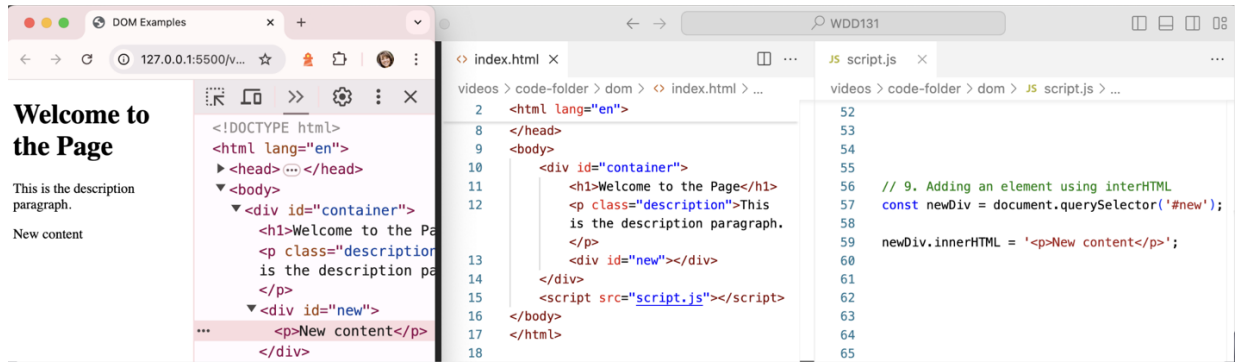 DOM Examples
127.0.0.1:5500/v...
Welcome to
the Page
This is the description
paragraph.
New content
<!DOCTYPE html>
<html lang="en">
<head> ... </head>
<body>
<div id="container">
<h1>Welcome to the Pa
<p class="description
is the description pa
</p>
<div id="new">
... <p>New content</p>
</div>
WDD131
<> index.html
videos > code-folder > dom > <> index.html > ...
2 <html lang="en">
8 </head>
9 <body>
10 <div id="container">
11 <h1>Welcome to the Page</h1>
12 <p class="description">This
is the description paragraph.
</p>
13 <div id="new"></div>
14 </div>
15 <script src="script.js"></script>
16 </body>
17 </html>
18
JS script.js
videos > code-folder > dom > JS script.js > ...
52
53
54
55
56 // 9. Adding an element using interHTML
57 const newDiv = document.querySelector('#new');
58
59 newDiv.innerHTML = '<p>New content</p>';
60
61
62
63
64
65